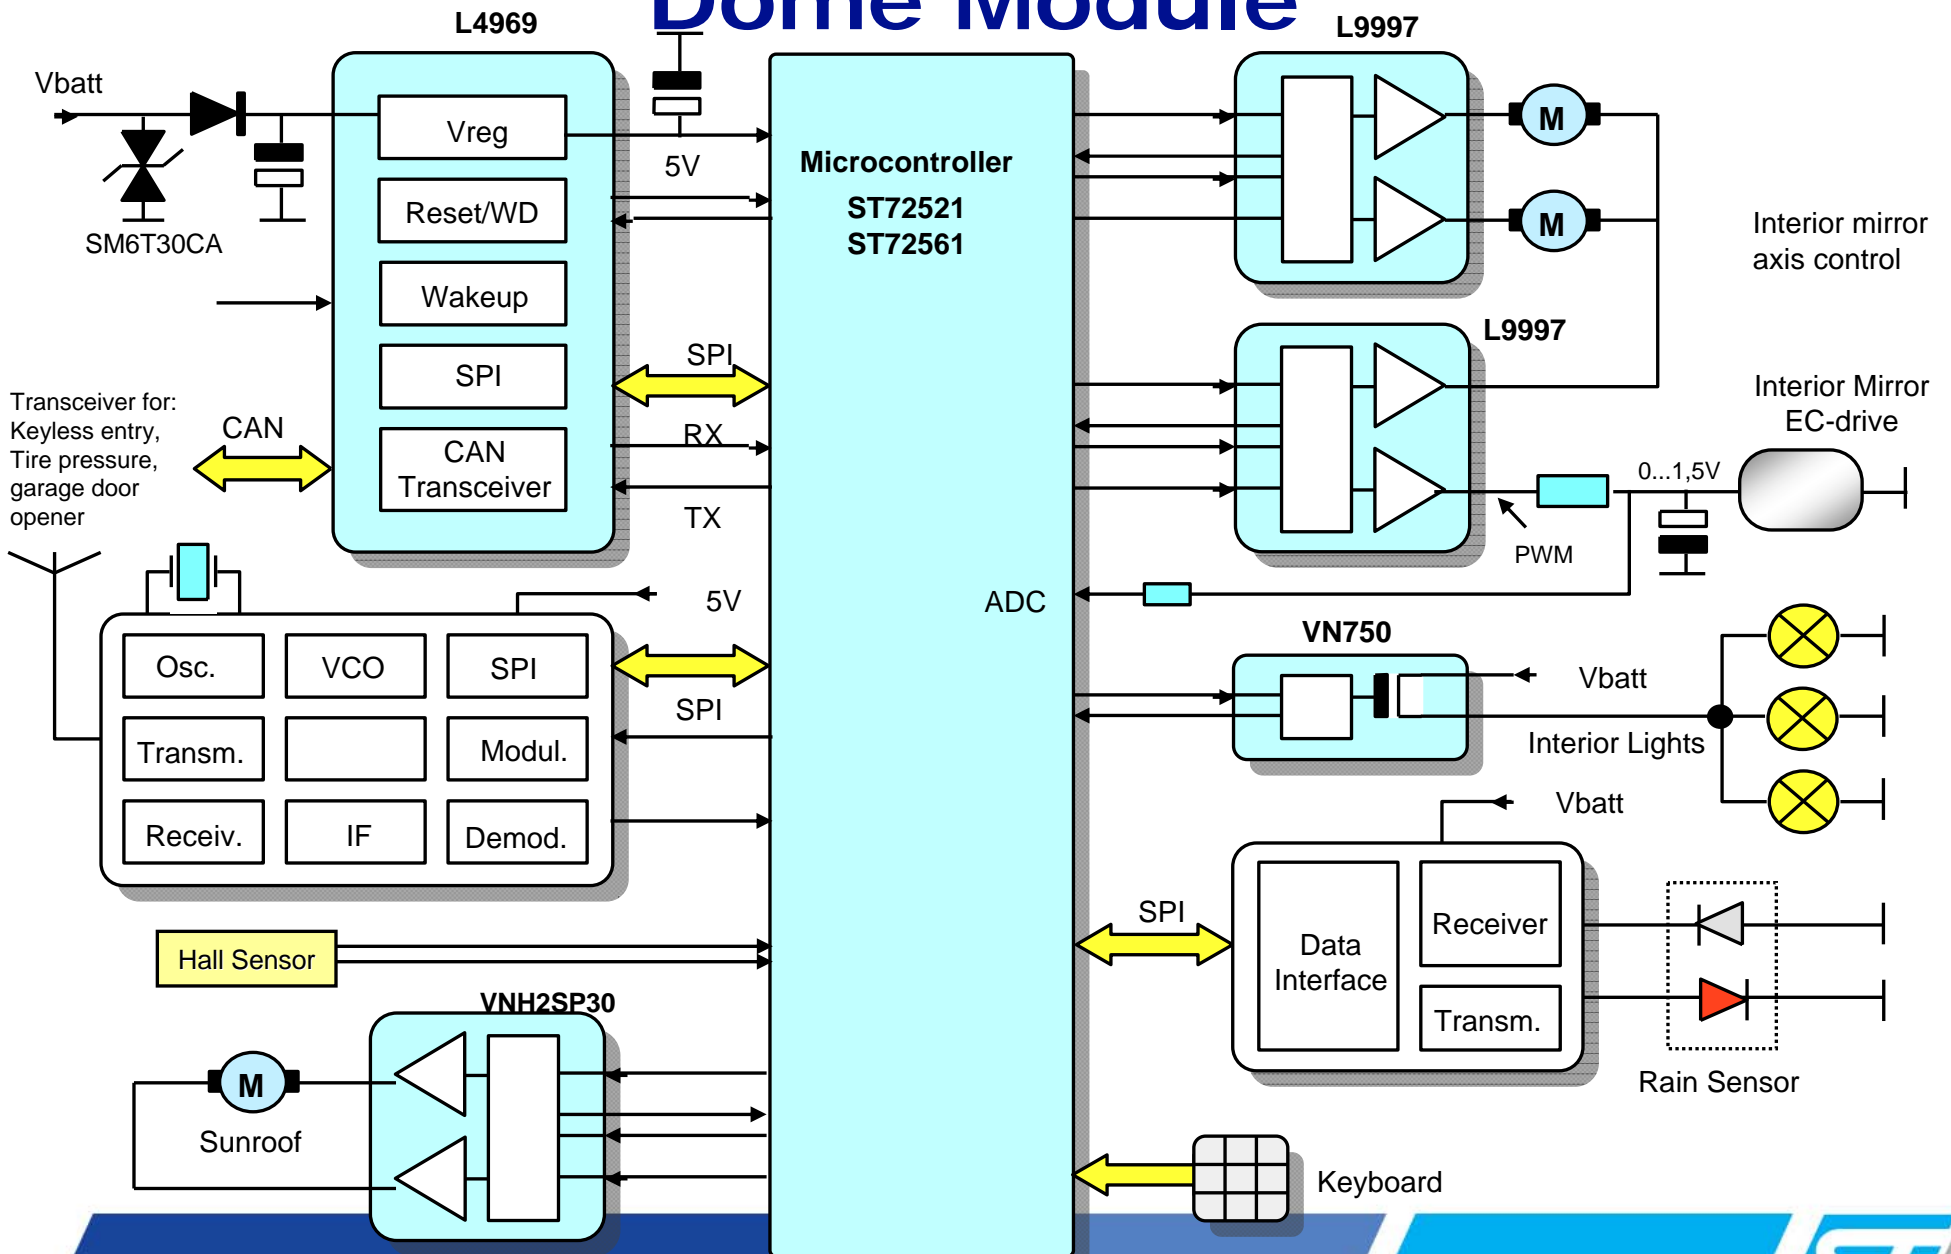 Dome Module
L4969
L9997
Vbatt
Vreg
5V
Microcontroller
ST72521
ST72561
M
Reset/WD
SM6T30CA
M
Interior mirror
axis control
Wakeup
L9997
SPI
SPI
Transceiver for:
Keyless entry,
Tire pressure,
garage door
opener
CAN
RX
CAN
Transceiver
TX
Interior Mirror
EC-drive
0...1,5V
PWM
5V
ADC
VN750
Osc.
VCO
SPI
SPI
Vbatt
Transm.
Modul.
Interior Lights
Receiv.
IF
Demod.
Vbatt
SPI
Receiver
Data
Interface
Transm.
Hall Sensor
VNH2SP30
M
Rain Sensor
Sunroof
Keyboard